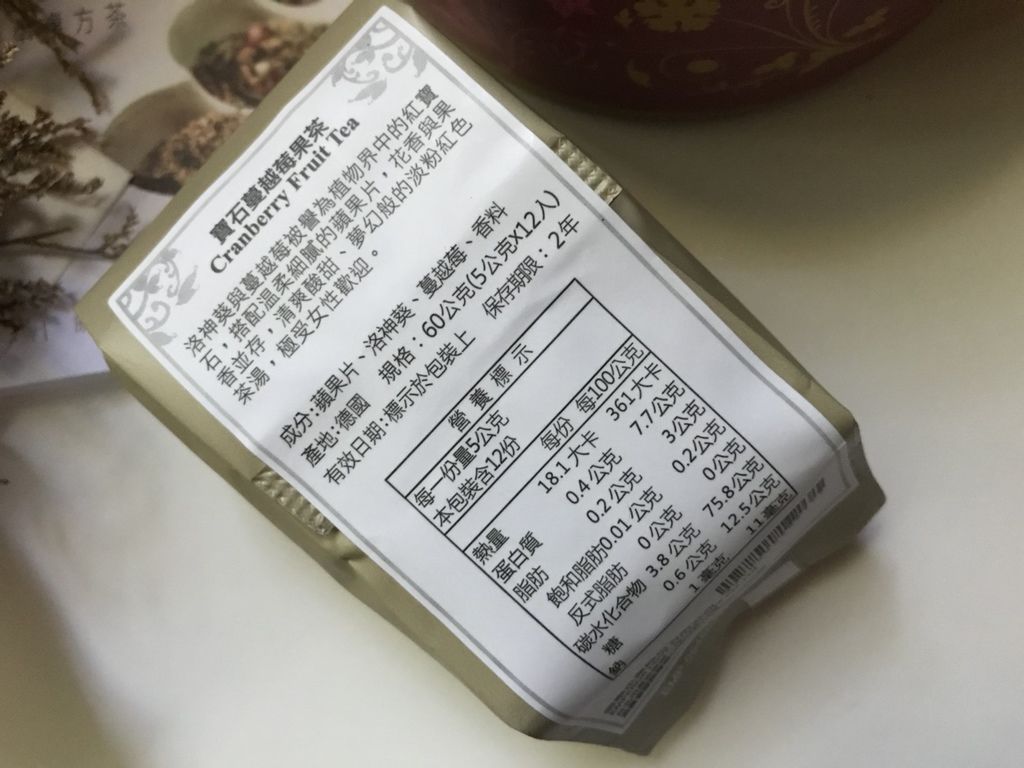 方茶
寶石蔓越莓果茶
Cranberry Fruit Tea
洛神葵與蔓越莓被譽為植物界中的紅寶
石，搭配溫柔細膩的蘋果片，花香與果
香並存，清爽酸甜、夢幻般的淡粉紅色
茶湯，極受女性歡迎。
成分:蘋果片、洛神葵、蔓越莓、香料
產地:德國 規格：60公克(5公克X12入)
有效日期:標示於包裝上 保存期限：2年
營養標示
每一份量5公克
本包裝含12份
每份 每100公克
熱量 18.1 大卡 361大卡
蛋白質 0.4 公克 7.7公克
脂肪 0.2 公克 3公克
飽和脂肪0.01 公克 0.2公克
反式脂肪 0 公克 0公克
碳水化合物 3.8 公克 75.8公克
糖 0.6 公克 12.5公克
鈉 1 毫克 11 毫克